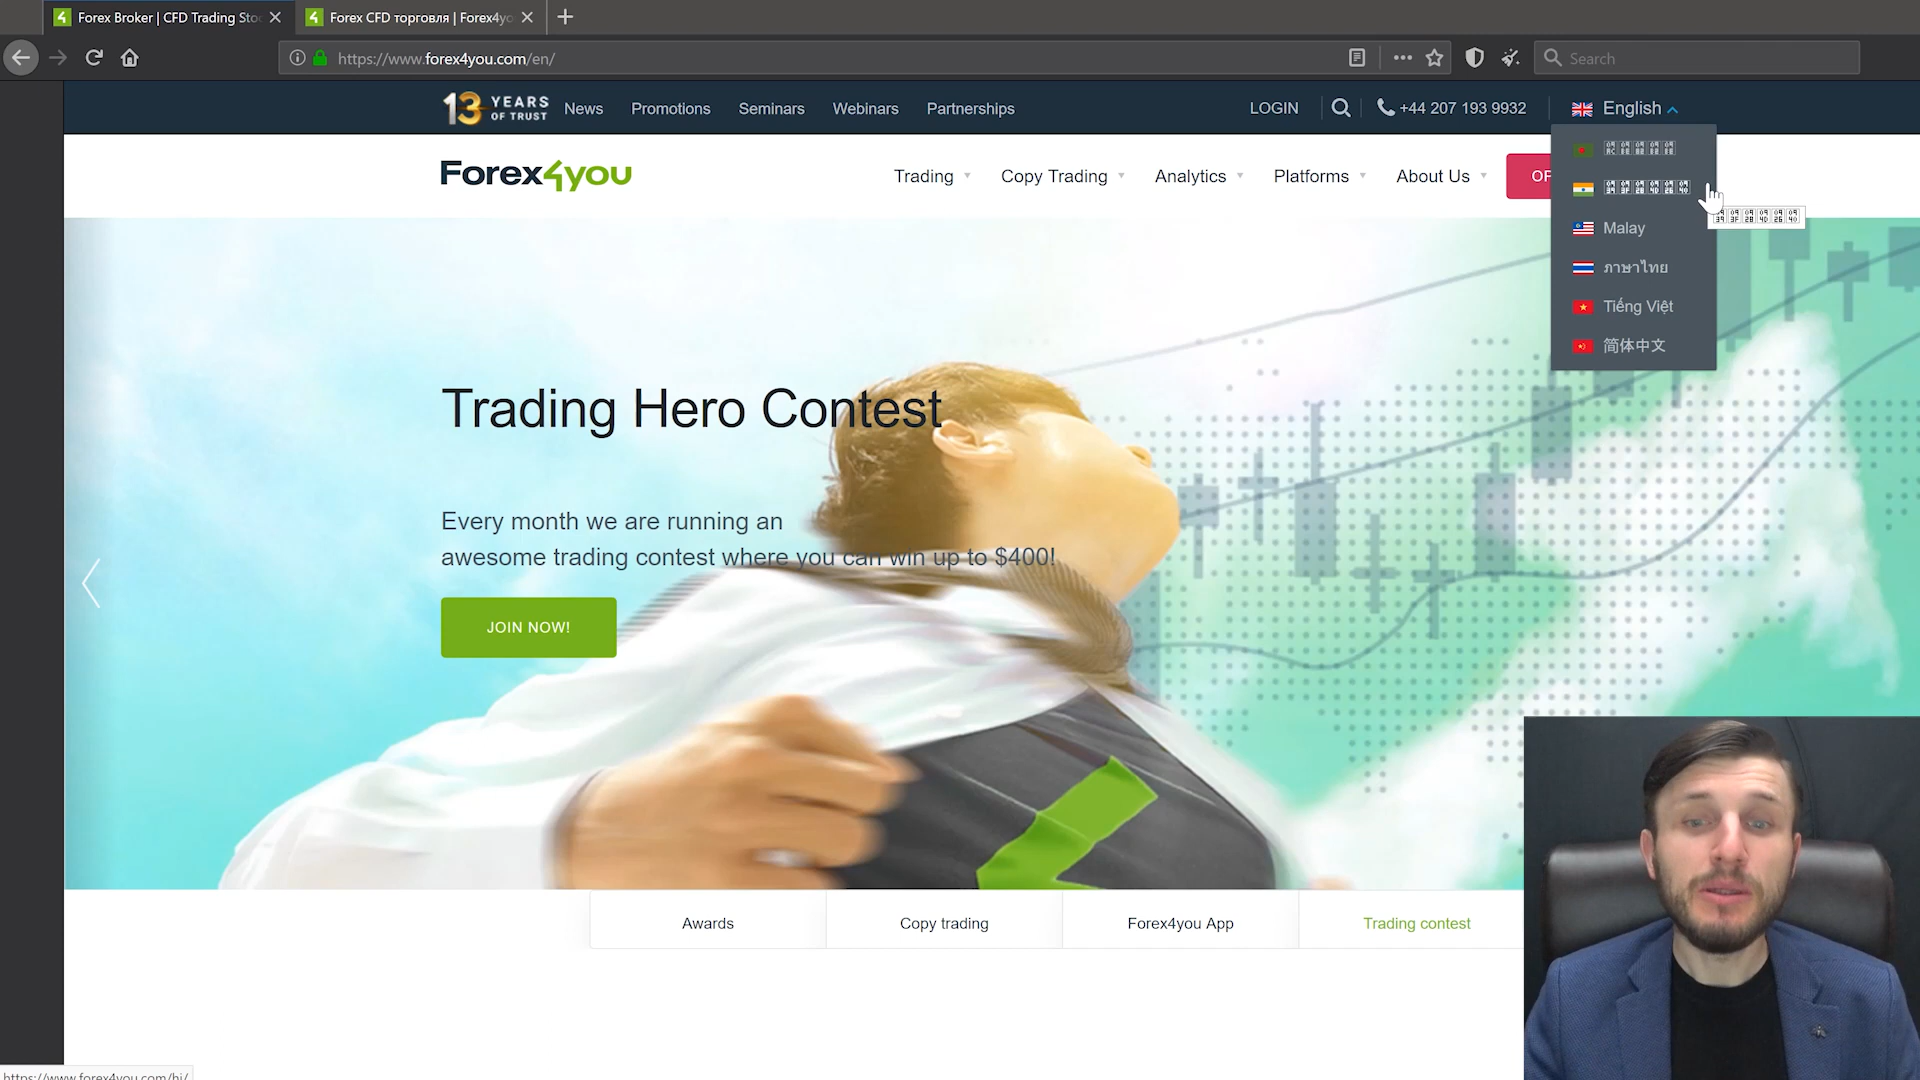 Forex Broker | CFD Trading Sto
Forex CFD торговля | Forex4yo
https://www.forex4you.com/en/
Search
13 YEARS OF TRUST
News
Promotions
Seminars
Webinars
Partnerships
LOGIN
+44 207 193 9932
English
Forex4you
Trading
Copy Trading
Analytics
Platforms
About Us
OP
Malay
ภาษาไทย
Tiếng Việt
简体中文
Trading Hero Contest
Every month we are running an
awesome trading contest where you can win up to $400!
JOIN NOW!
Awards
Copy trading
Forex4you App
Trading contest
https://www.forex4you.com/hi/